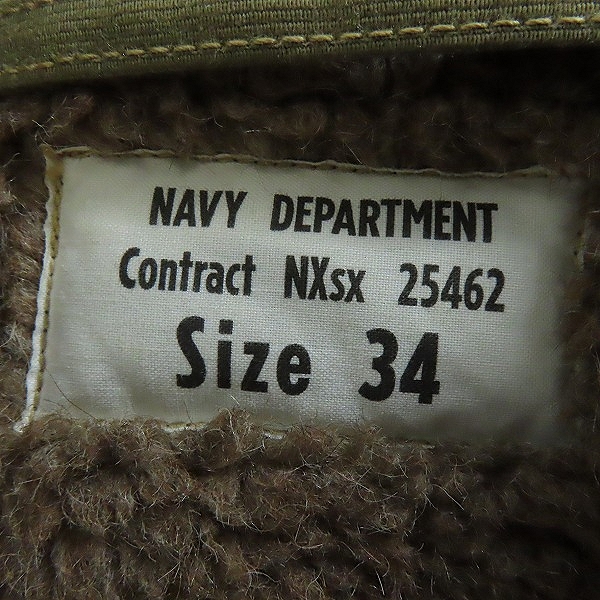 NAVY DEPARTMENT
Contract NXsx 25462
Size 34